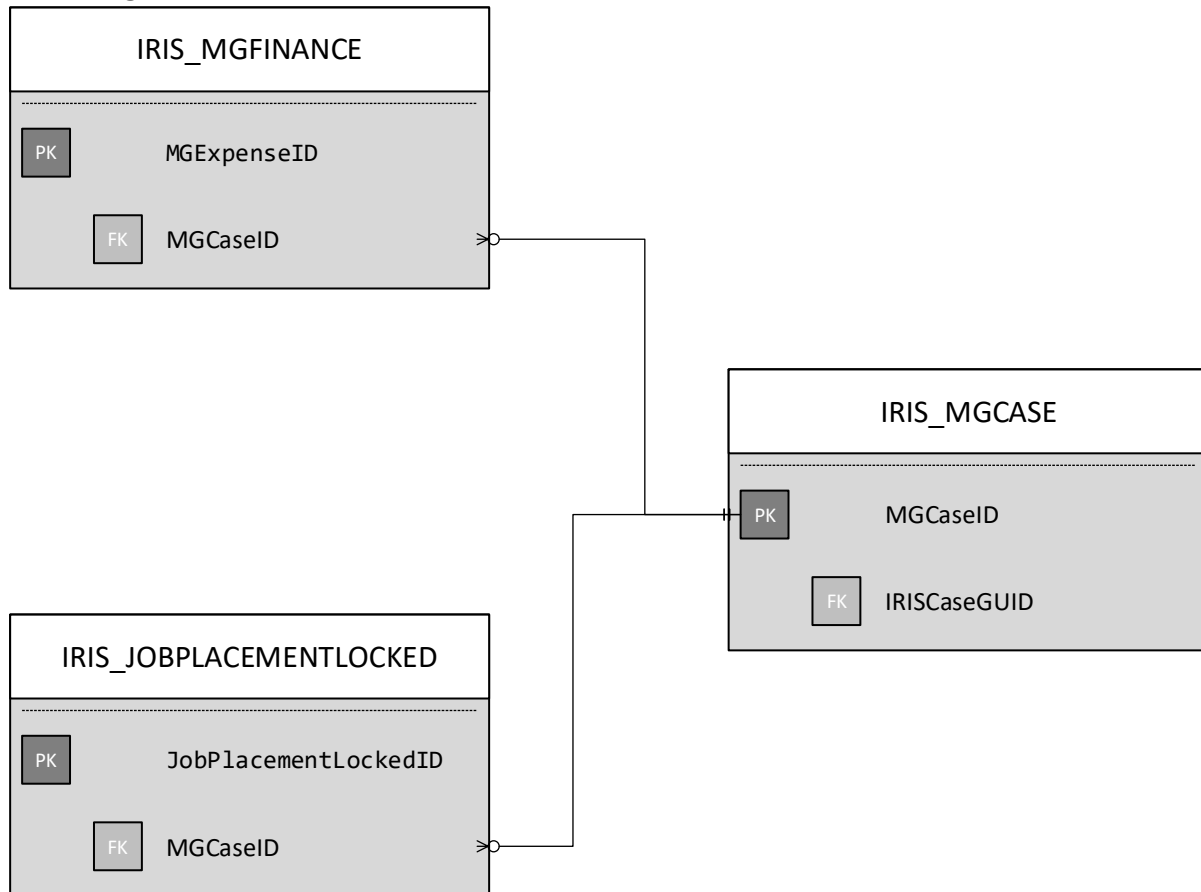 IRIS_MGFINANCE
PK MGExpenseID
FK MGCaseID
IRIS_MGCASE
PK MGCaseID
FK IRISCaseGUID
IRIS_JOBPLACEMENTLOCKED
PK JobPlacementLockedID
FK MGCaseID